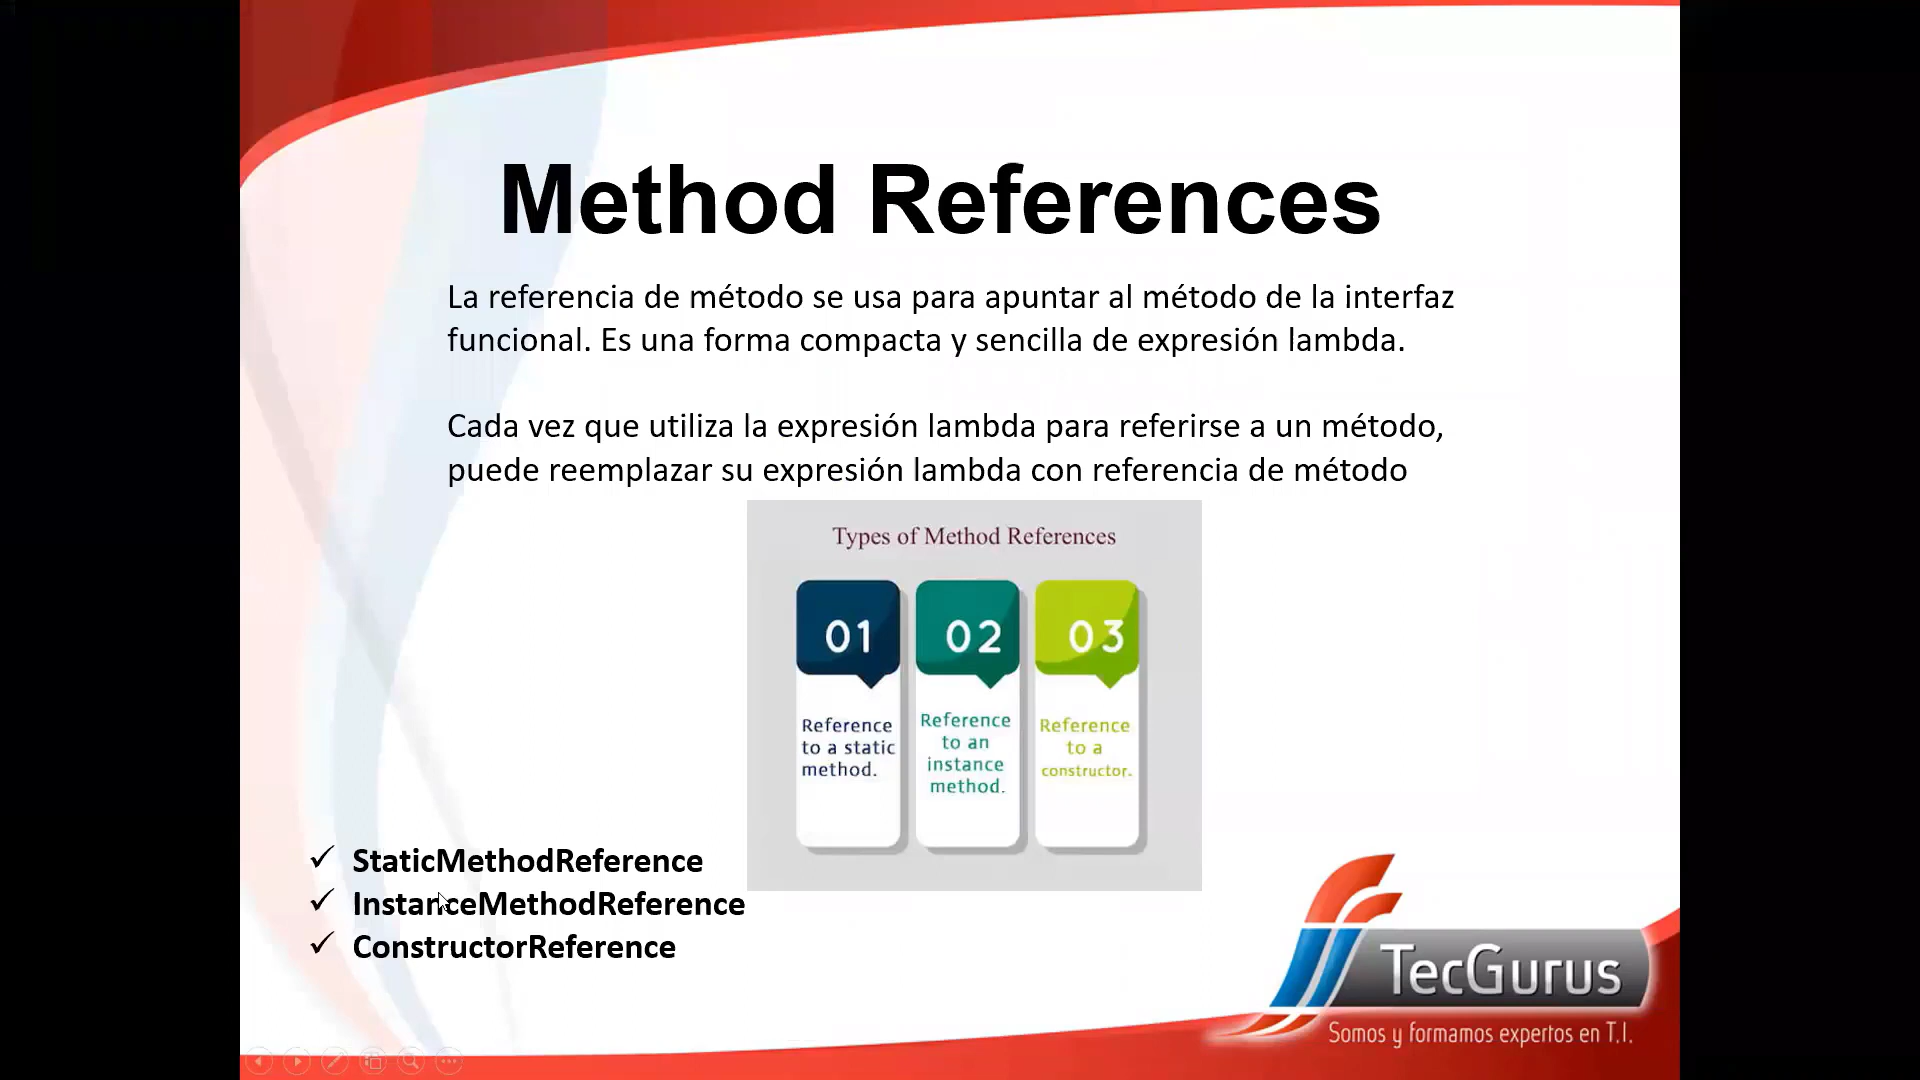 Method References
La referencia de método se usa para apuntar al método de la interfaz
funcional. Es una forma compacta y sencilla de expresión lambda.
Cada vez que utiliza la expresión lambda para referirse a un método,
puede reemplazar su expresión lambda con referencia de método
Types of Method References
01
Reference
to a static
method.
02
Reference
to an
instance
method.
03
Reference
to a
constructor.
StaticMethodReference
InstanceMethodReference
ConstructorReference
TecGurus
Somos y formamos expertos en T.I.